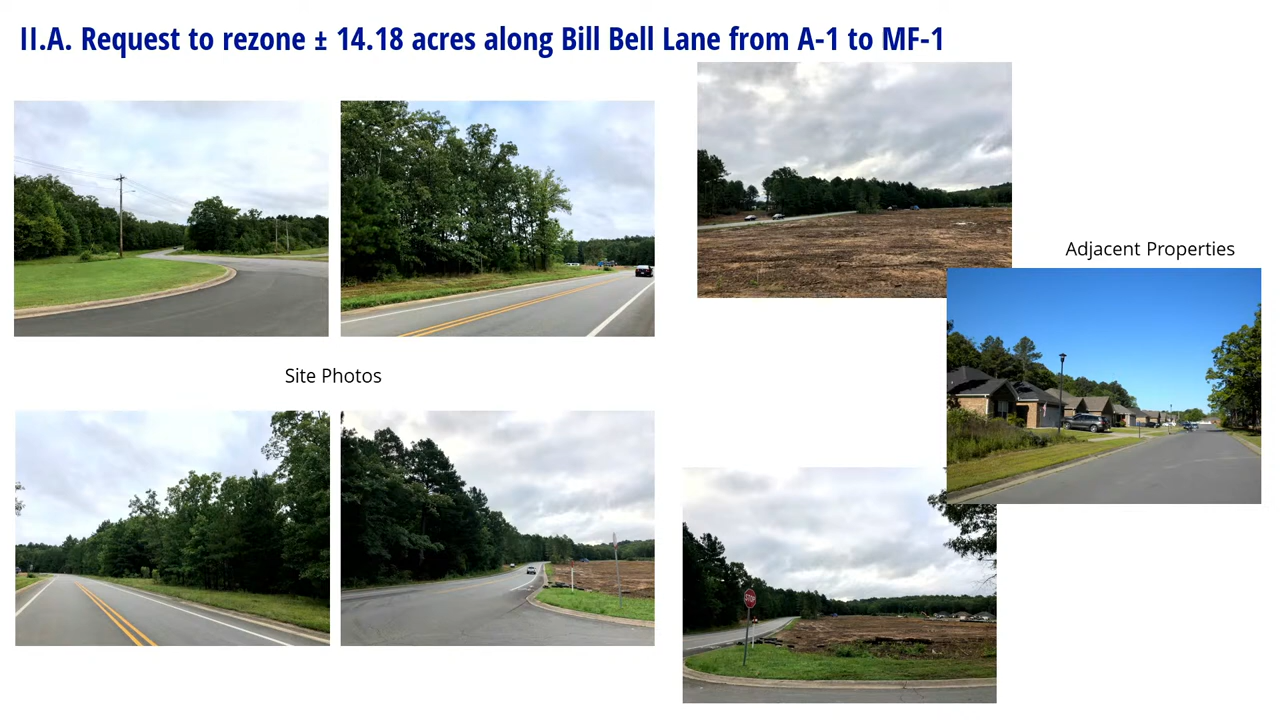 II.A. Request to rezone ± 14.18 acres along Bill Bell Lane from A-1 to MF-1
Adjacent Properties
Site Photos
STOP